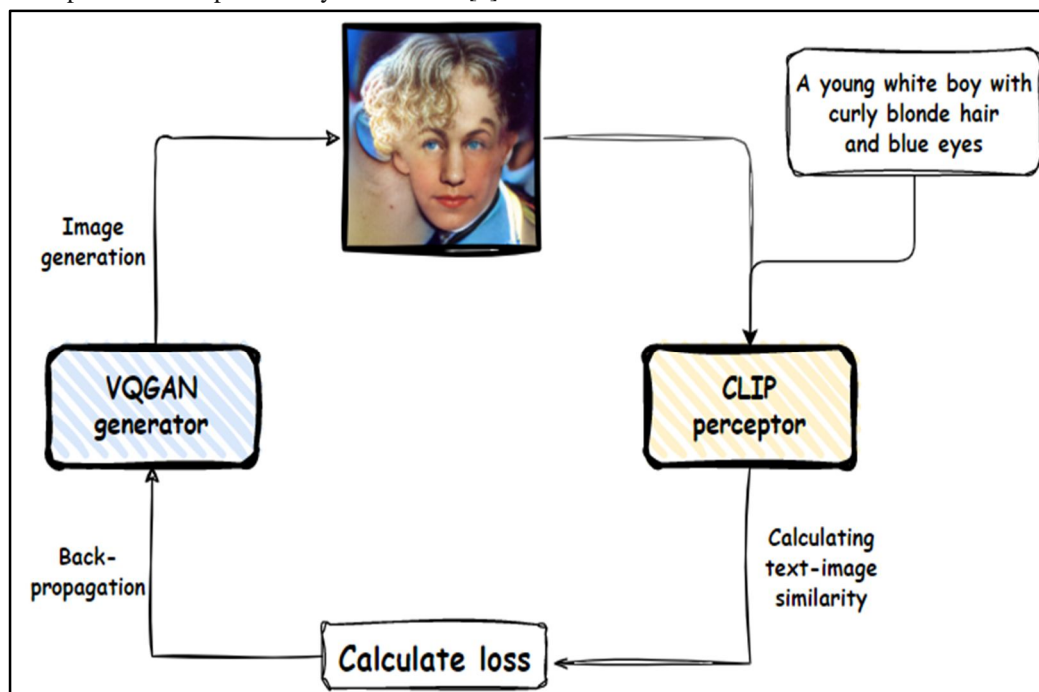 A young white boy with
curly blonde hair
and blue eyes
Image
generation
VQGAN
generator
CLIP
perceptor
Back-
propagation
Calculating
text-image
similarity
Calculate loss